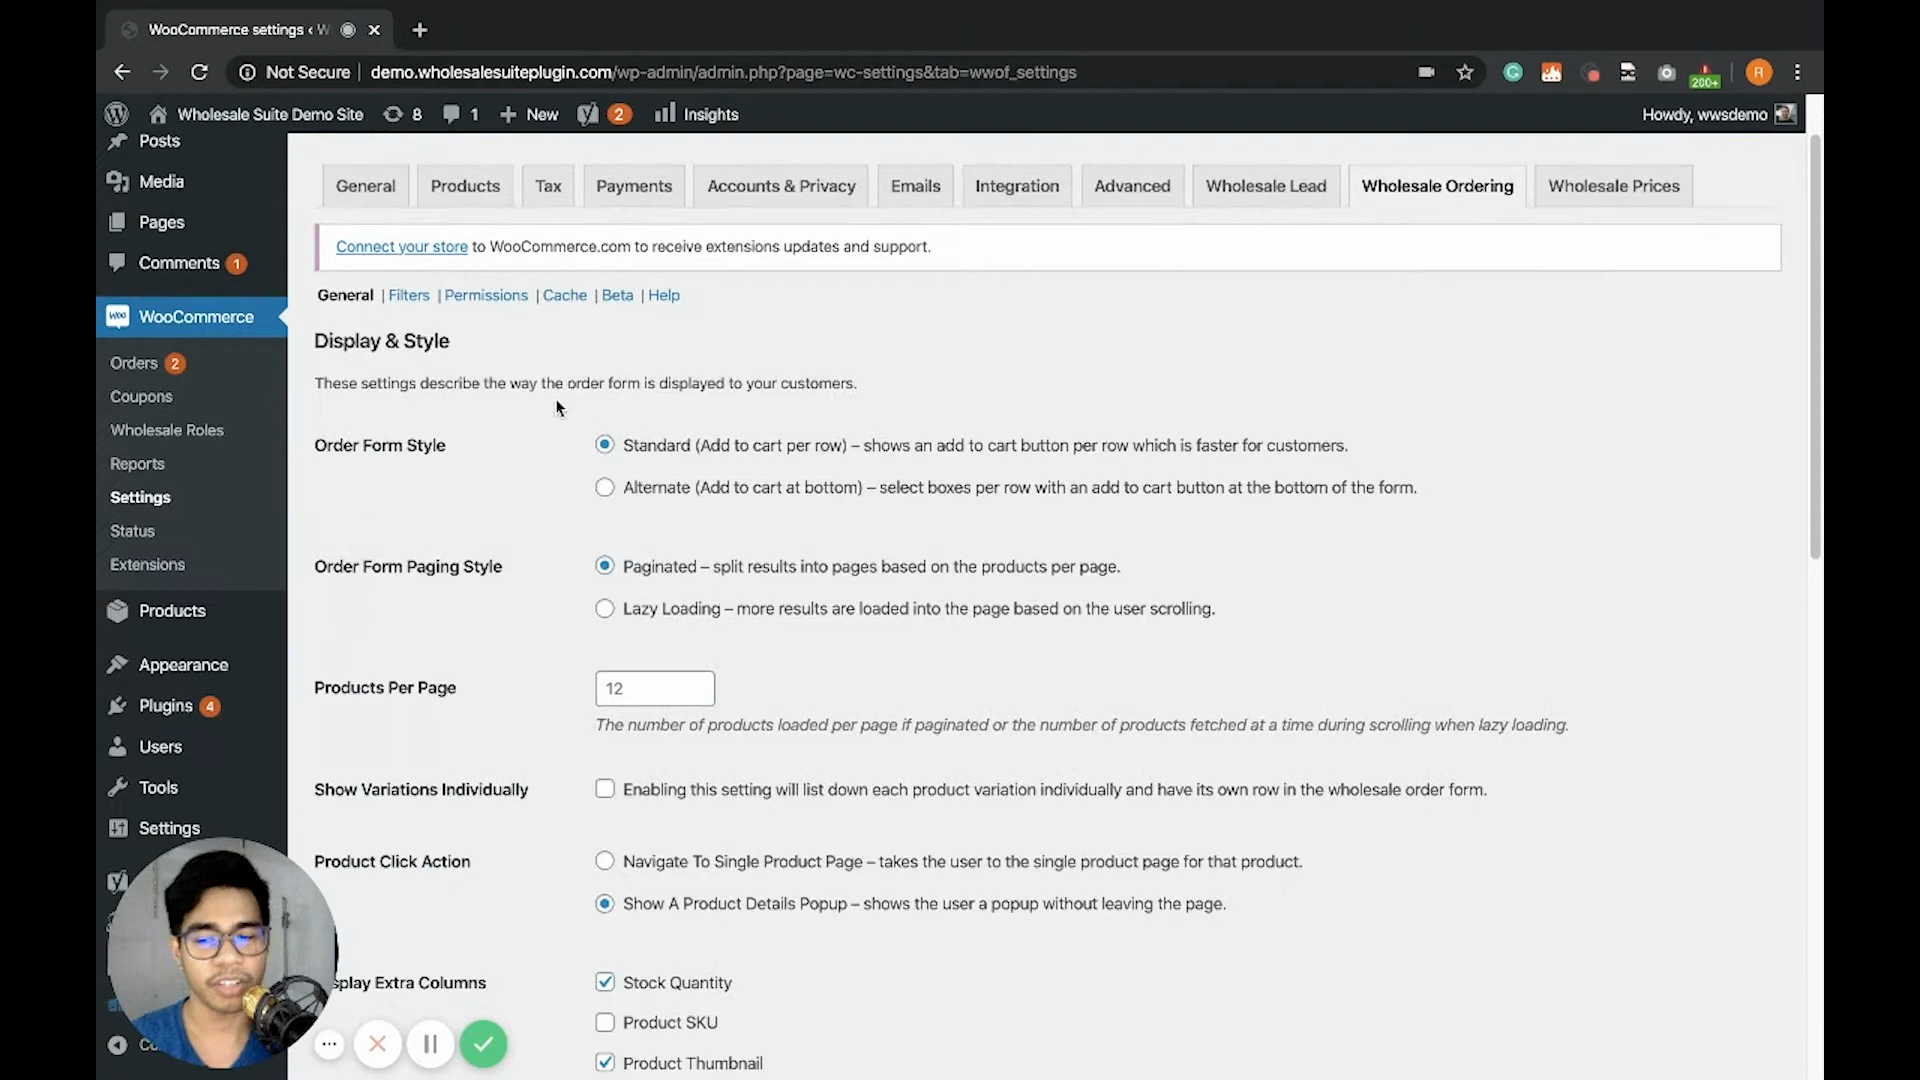 WooCommerce settings ‹ W
Not Secure | demo.wholesalesuiteplugin.com/wp-admin/admin.php?page=wc-settings&tab=wwof_settings
200+
R
Wholesale Suite Demo Site 8 1 New 2 Insights Howdy, wwsdemo
Posts
Media
Pages
Comments 1
WooCommerce
Orders 2
Coupons
Wholesale Roles
Reports
Settings
Status
Extensions
Products
Appearance
Plugins 4
Users
Tools
Settings
General Products Tax Payments Accounts & Privacy Emails Integration Advanced Wholesale Lead Wholesale Ordering Wholesale Prices
Connect your store to WooCommerce.com to receive extensions updates and support.
General | Filters | Permissions | Cache | Beta | Help
Display & Style
These settings describe the way the order form is displayed to your customers.
Order Form Style
Standard (Add to cart per row) – shows an add to cart button per row which is faster for customers.
Alternate (Add to cart at bottom) – select boxes per row with an add to cart button at the bottom of the form.
Order Form Paging Style
Paginated – split results into pages based on the products per page.
Lazy Loading – more results are loaded into the page based on the user scrolling.
Products Per Page
12
The number of products loaded per page if paginated or the number of products fetched at a time during scrolling when lazy loading.
Show Variations Individually
Enabling this setting will list down each product variation individually and have its own row in the wholesale order form.
Product Click Action
Navigate To Single Product Page – takes the user to the single product page for that product.
Show A Product Details Popup – shows the user a popup without leaving the page.
splay Extra Columns
Stock Quantity
Product SKU
Product Thumbnail